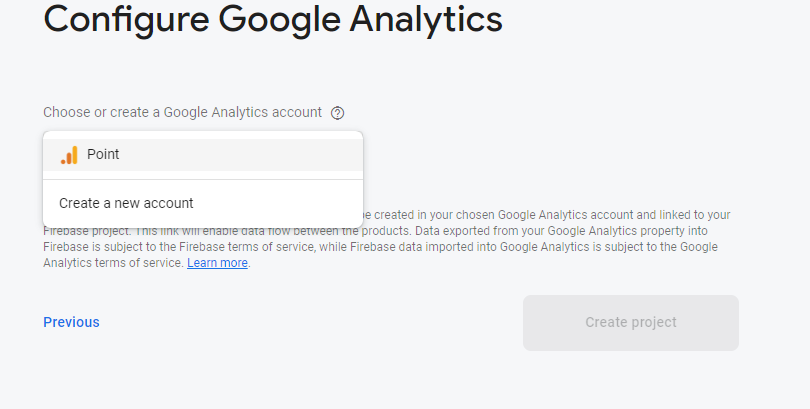 Configure Google Analytics
Choose or create a Google Analytics account
Point
Create a new account
be created in your chosen Google Analytics account and linked to your
Firebase project. This link will enable data flow between the products. Data exported from your Google Analytics property into
Firebase is subject to the Firebase terms of service, while Firebase data imported into Google Analytics is subject to the Google
Analytics terms of service. Learn more.
Previous
Create project